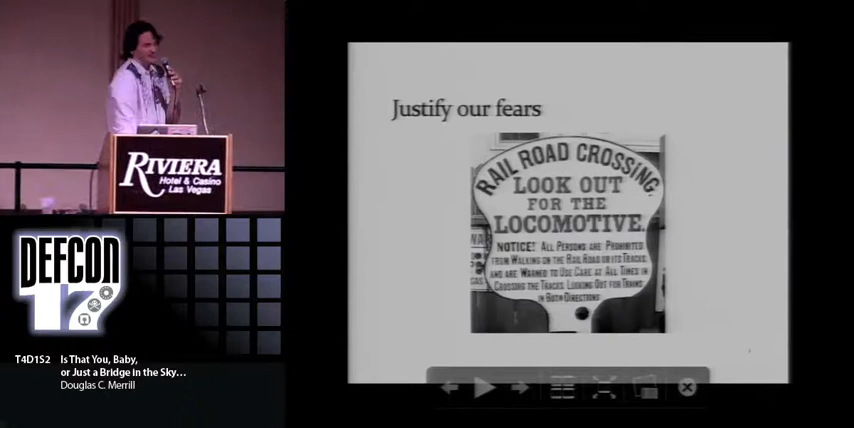 RIVIERA
Hotel & Casino
Las Vegas
DEFCON
17
T4D1S2 Is That You, Baby,
or Just a Bridge in the Sky...
Douglas C. Merrill
Justify our fears
RAIL ROAD CROSSING
LOOK OUT
FOR THE
LOCOMOTIVE.
NOTICE! ALL PERSONS ARE PROHIBITED
FROM WALKING ON THE RAIL ROAD OR ITS TRACKS
AND ARE WARNED TO USE CARE AT ALL TIMES IN
CROSSING THE TRACKS, LOOKING OUT FOR TRAINS
IN BOTH DIRECTIONS